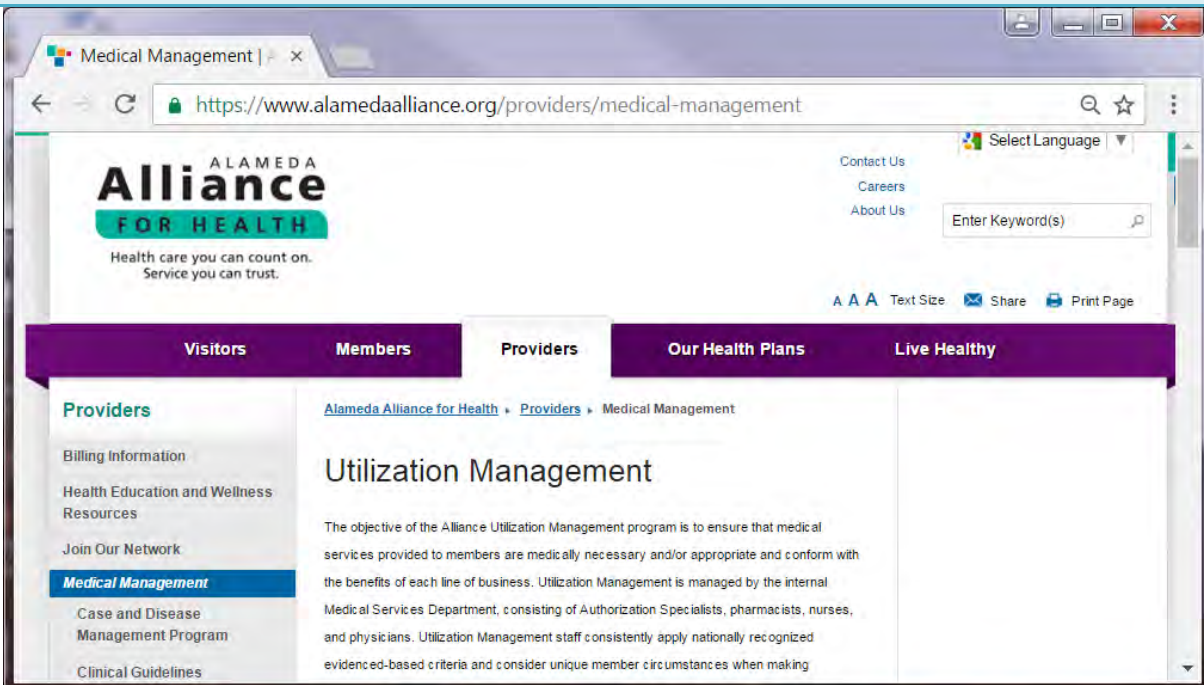 Medical Management |
https://www.alamedaalliance.org/providers/medical-management
Select Language
Contact Us
Careers
About Us
Enter Keyword(s)
ALAMEDA
Alliance
FOR HEALTH
Health care you can count on.
Service you can trust.
A A A Text Size Share Print Page
Visitors Members Providers Our Health Plans Live Healthy
Providers
Billing Information
Health Education and Wellness
Resources
Join Our Network
Medical Management
Case and Disease
Management Program
Clinical Guidelines
Alameda Alliance for Health Providers Medical Management
Utilization Management
The objective of the Alliance Utilization Management program is to ensure that medical
services provided to members are medically necessary and/or appropriate and conform with
the benefits of each line of business. Utilization Management is managed by the internal
Medical Services Department, consisting of Authorization Specialists, pharmacists, nurses,
and physicians. Utilization Management staff consistently apply nationally recognized
evidenced-based criteria and consider unique member circumstances when making